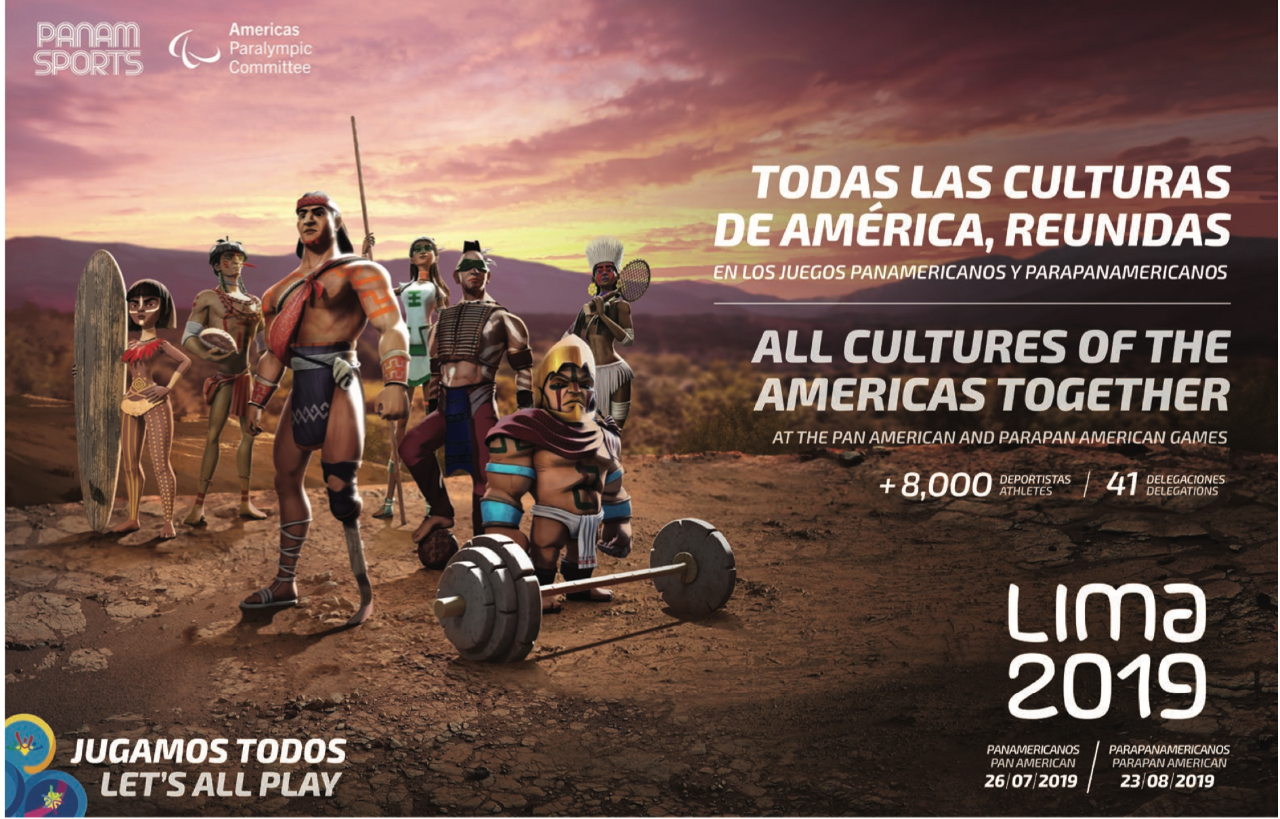 PANAM
SPORTS
Americas
Paralympic
Committee
TODAS LAS CULTURAS
DE AMÉRICA, REUNIDAS
EN LOS JUEGOS PANAMERICANOS Y PARAPANAMERICANOS
ALL CULTURES OF THE
AMERICAS TOGETHER
AT THE PAN AMERICAN AND PARAPAN AMERICAN GAMES
+8,000 DEPORTISTAS / 41 DELEGACIONES
ATHLETES DELEGATIONS
LIMA
2019
JUGAMOS TODOS
LET'S ALL PLAY
PANAMERICANOS
PAN AMERICAN
26/07/2019
PARAPANAMERICANOS
PARAPAN AMERICAN
23/08/2019